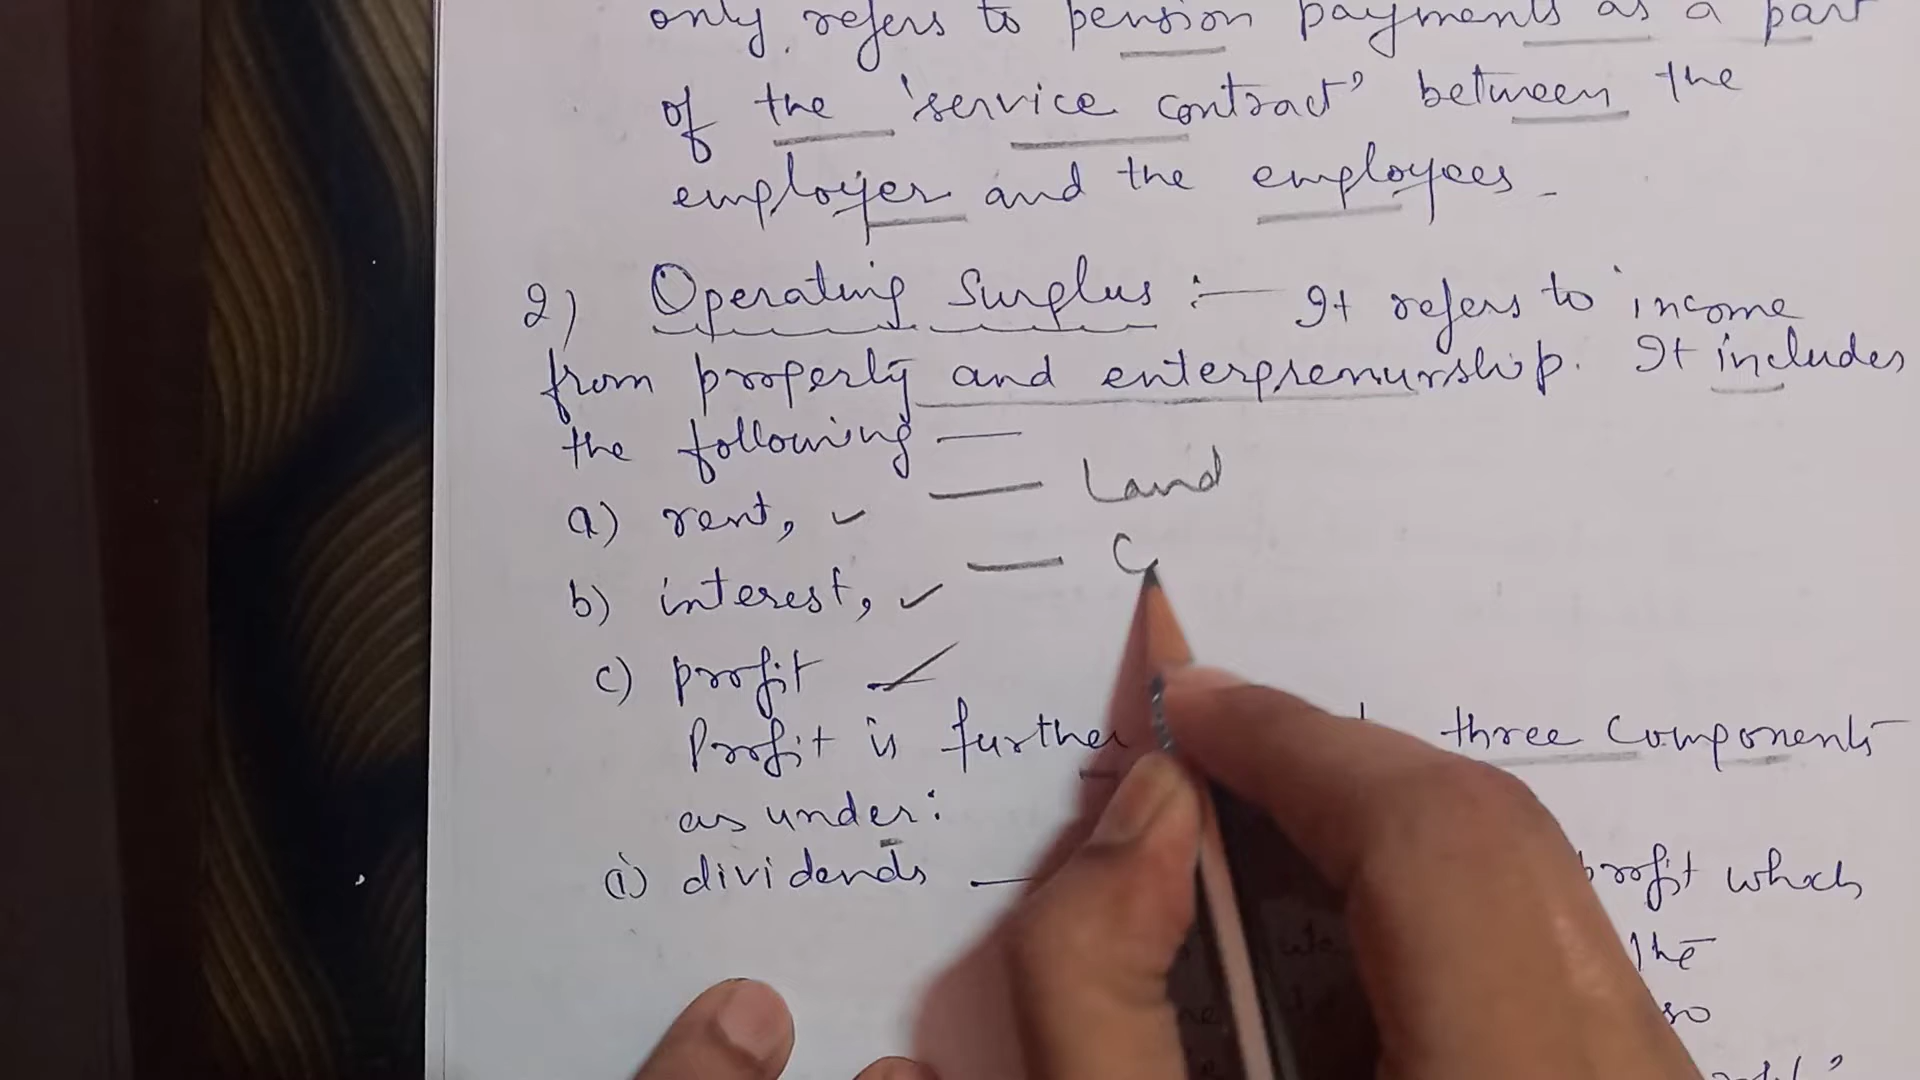 only refers to pension payments as a part
of the 'service contract' between the
employer and the employees -
2) Operating Surplus :— It refers to income
from property and enterprenurship. It includes
the following —
— Land
a) rent,
— C
b) interest,
c) profit
Profit is further three components
as under:
(i) dividends — profit which
the
so